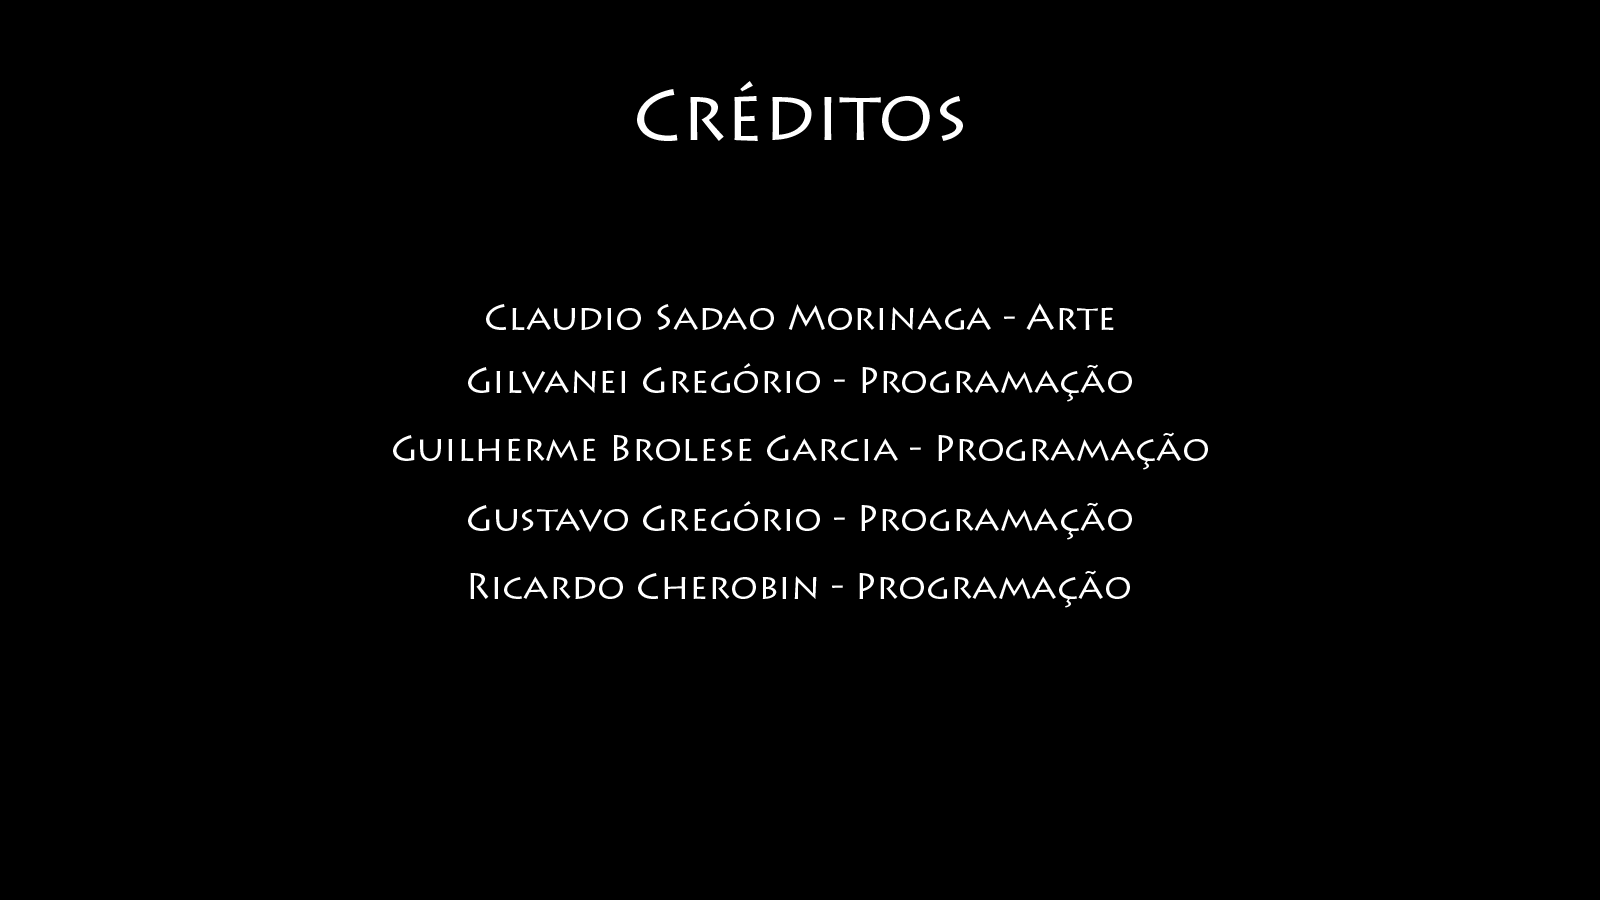 Créditos
Claudio Sadao Morinaga - Arte
Gilvanei Gregório - Programação
Guilherme Brolese Garcia - Programação
Gustavo Gregório - Programação
Ricardo Cherobin - Programação